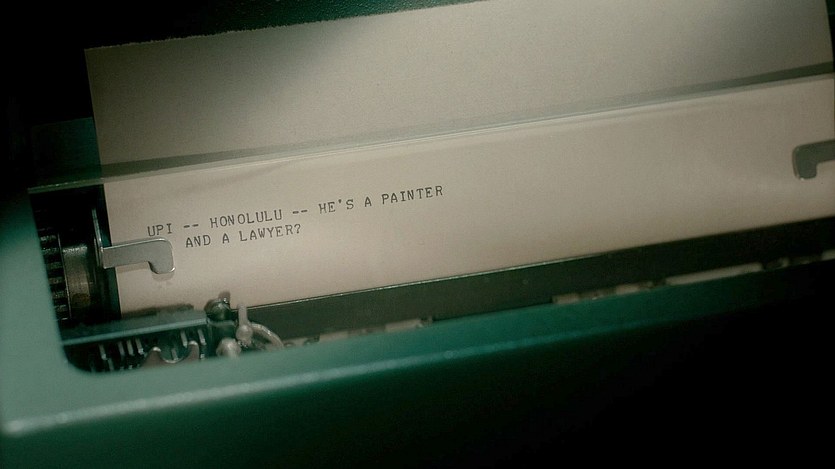 UPI -- HONOLULU -- HE'S A PAINTER
AND A LAWYER?